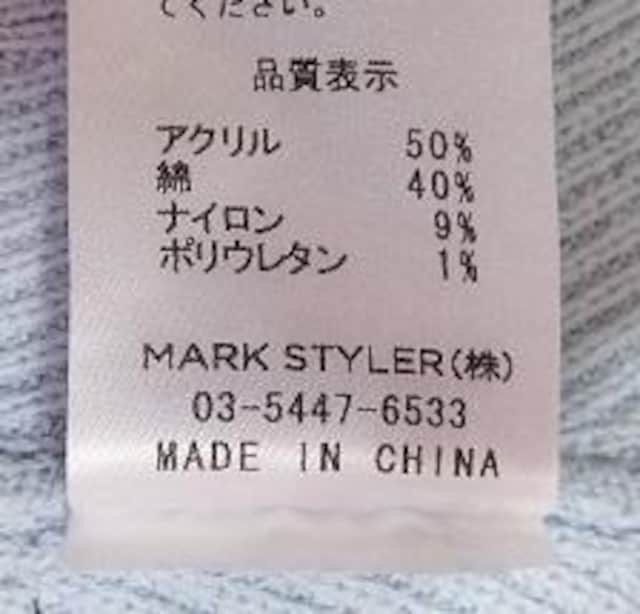 てください。
品質表示
アクリル 50%
綿 40%
ナイロン 9%
ポリウレタン 1%
MARK STYLER(株)
03-5447-6533
MADE IN CHINA